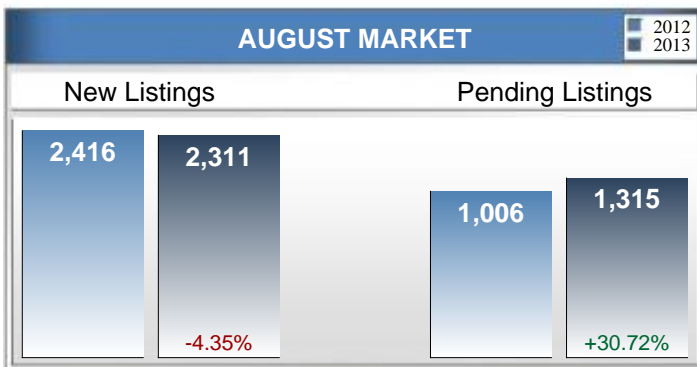 AUGUST MARKET
2012
2013
New Listings
Pending Listings
2,416
2,311
-4.35%
1,006
1,315
+30.72%